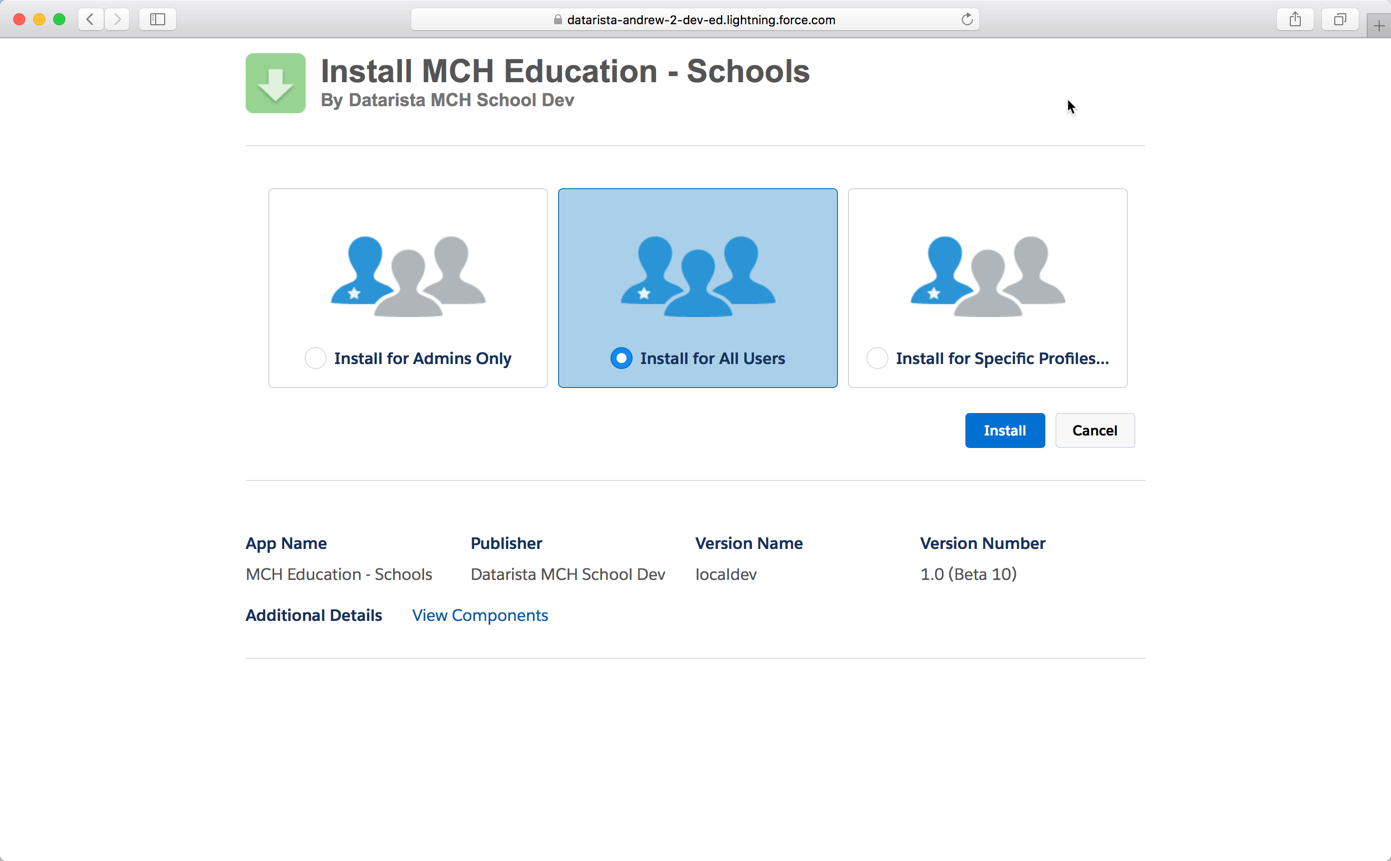 datarista-andrew-2-dev-ed.lightning.force.com
Install MCH Education - Schools
By Datarista MCH School Dev
Install for Admins Only
Install for All Users
Install for Specific Profiles...
Install
Cancel
App Name
Publisher
Version Name
Version Number
MCH Education - Schools
Datarista MCH School Dev
localdev
1.0 (Beta 10)
Additional Details
View Components